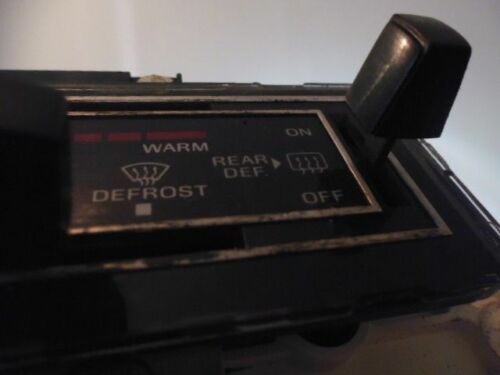 ON
WARM
REAR
DEF.
DEFROST
OFF